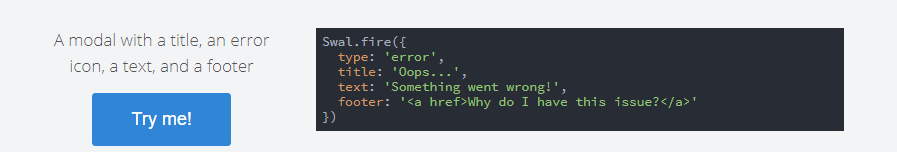 A modal with a title, an error
icon, a text, and a footer
Try me!
Swal.fire({
  type: 'error',
  title: 'Oops...',
  text: 'Something went wrong!',
  footer: '<a href>Why do I have this issue?</a>'
})